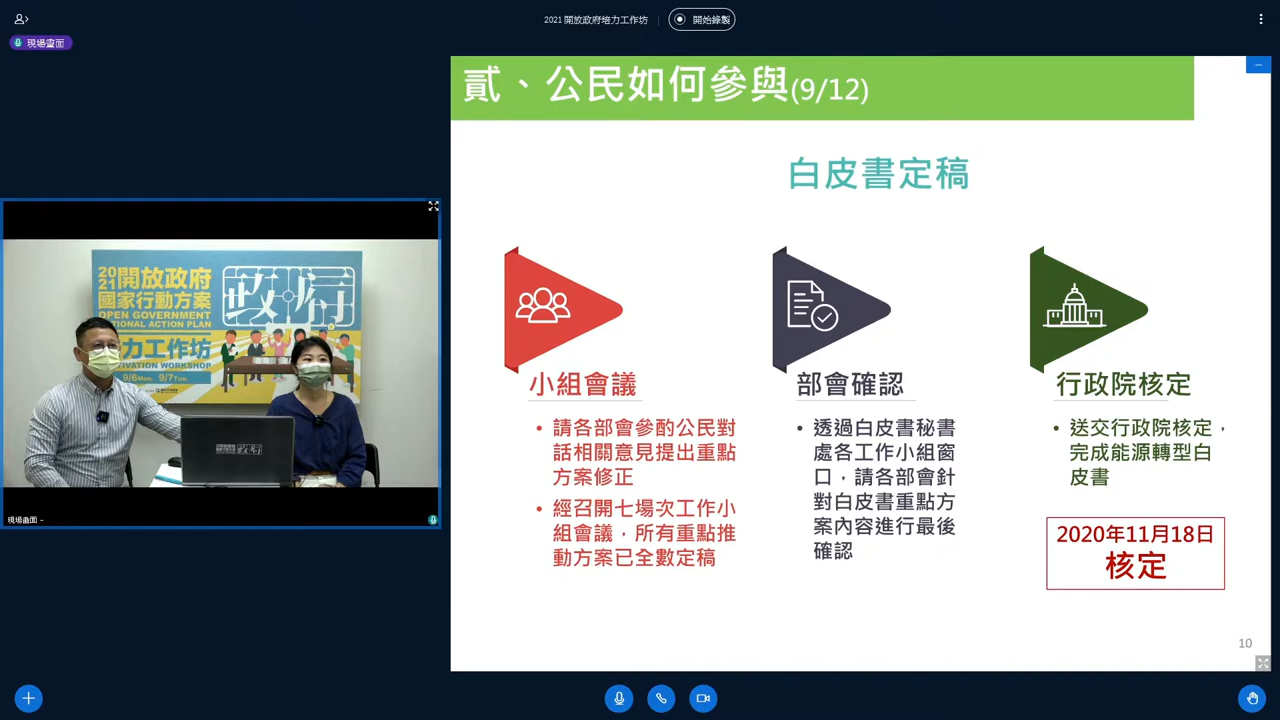 2021 開放政府培力工作坊
開始錄製
現場畫面
貳、公民如何參與(9/12)
白皮書定稿
小組會議
• 請各部會參酌公民對
話相關意見提出重點
方案修正
• 經召開七場次工作小
組會議，所有重點推
動方案已全數定稿
部會確認
• 透過白皮書秘書
處各工作小組窗
口，請各部會針
對白皮書重點方
案內容進行最後
確認
行政院核定
• 送交行政院核定，
完成能源轉型白
皮書
2020年11月18日
核定
10
2021開放政府
國家行動方案
OPEN GOVERNMENT
TIONAL ACTION PLAN
力工作坊
TIVATION WORKSHOP
9/6Mon. 9/7Tue.
現場畫面 –